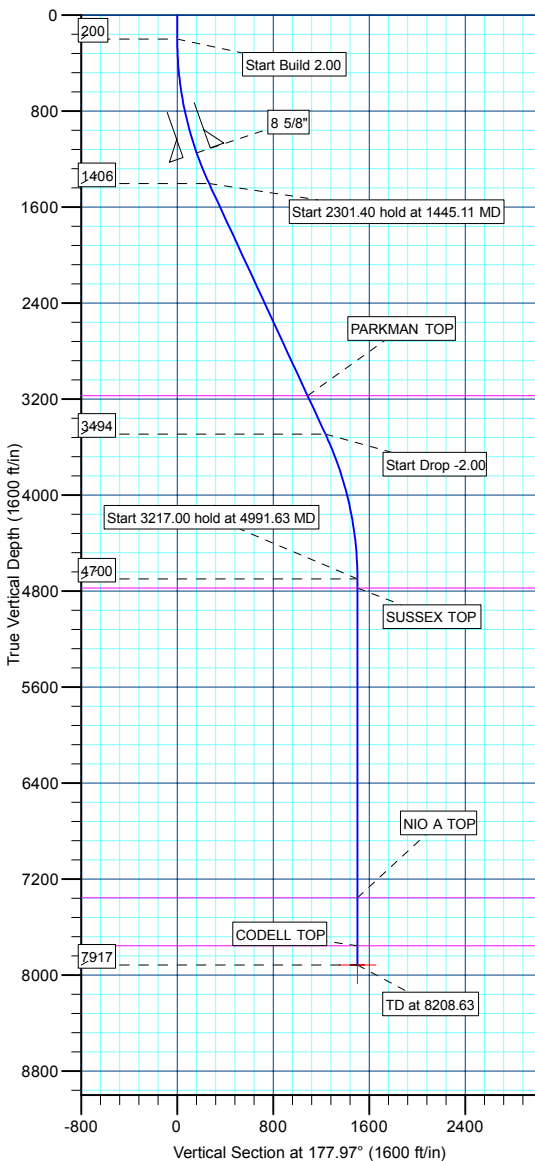 0
200
Start Build 2.00
800
8 5/8"
1406
Start 2301.40 hold at 1445.11 MD
1600
2400
PARKMAN TOP
3200
3494
Start Drop -2.00
4000
Start 3217.00 hold at 4991.63 MD
4700
4800
SUSSEX TOP
5600
6400
NIO A TOP
7200
CODELL TOP
7917
8000
TD at 8208.63
8800
True Vertical Depth (1600 ft/in)
-800 0 800 1600 2400
Vertical Section at 177.97° (1600 ft/in)